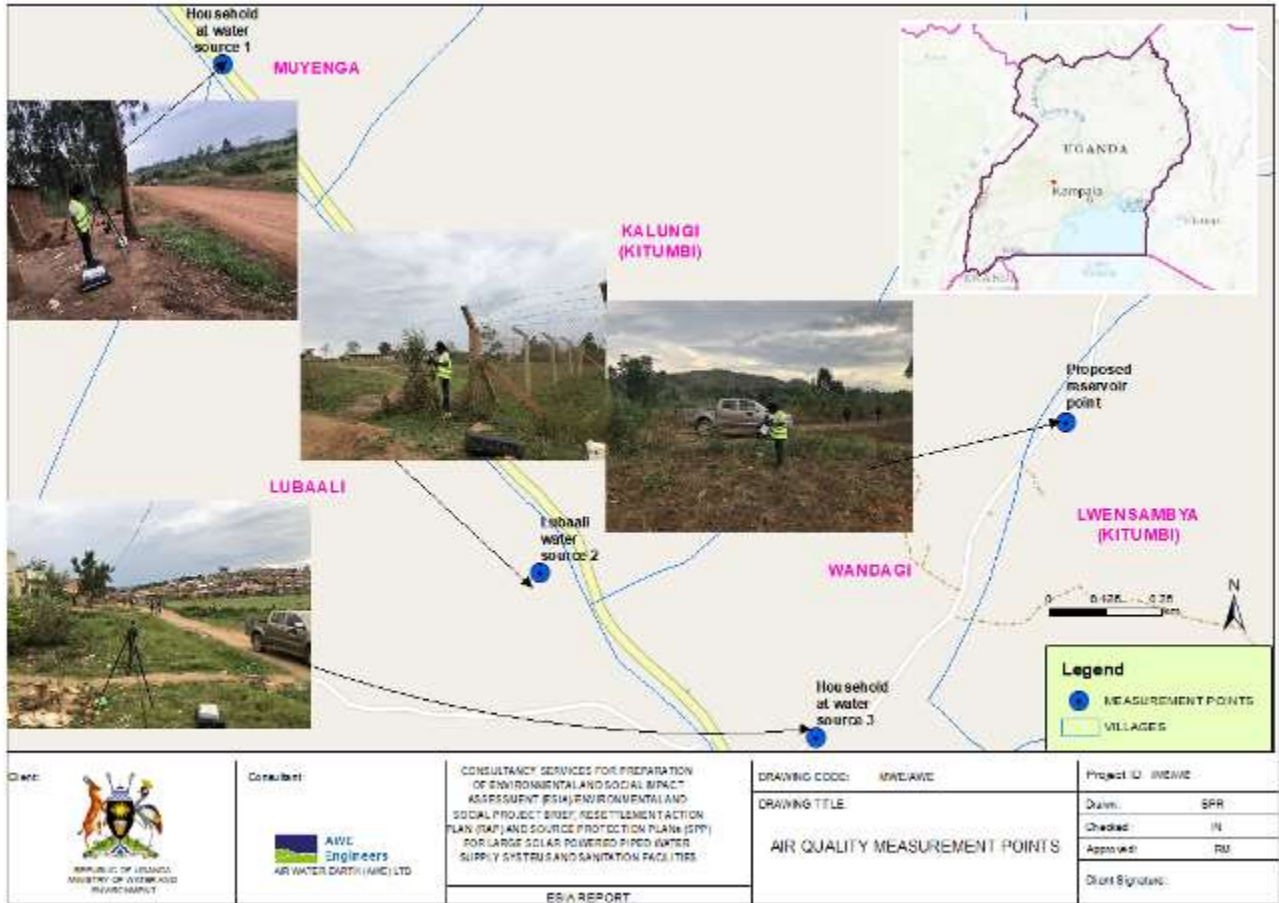 Household
at water
source 1
MUYENGA
UGANDA
Kampala
KALUNGI
(KITUMBI)
Proposed
reservoir
point
LUBAALI
Lubaali
water
source 2
LWENSAMBYA
(KITUMBI)
WANDAGI
N
km
Household
at water
source 3
Legend
MEASUREMENT POINTS
VILLAGES
Client:
REPUBLIC OF UGANDA
MINISTRY OF WATER AND
ENVIRONMENT
Consultant:
AWE
Engineers
AIR WATER EARTH (AWE) LTD
CONSULTANCY SERVICES FOR PREPARATION
OF ENVIRONMENTAL AND SOCIAL IMPACT
ASSESSMENT (ESIA)/ENVIRONMENTAL AND
SOCIAL PROJECT BRIEF, RESETTLEMENT ACTION
PLAN (RAP) AND SOURCE PROTECTION PLANs (SPP)
FOR LARGE SOLAR POWERED PIPED WATER
SUPPLY SYSTEMS AND SANITATION FACILITIES
ESIA REPORT
DRAWING CODE: MWE/AWE
DRAWING TITLE
AIR QUALITY MEASUREMENT POINTS
Project ID:
Drawn:
Checked
Approved:
Client Signature: